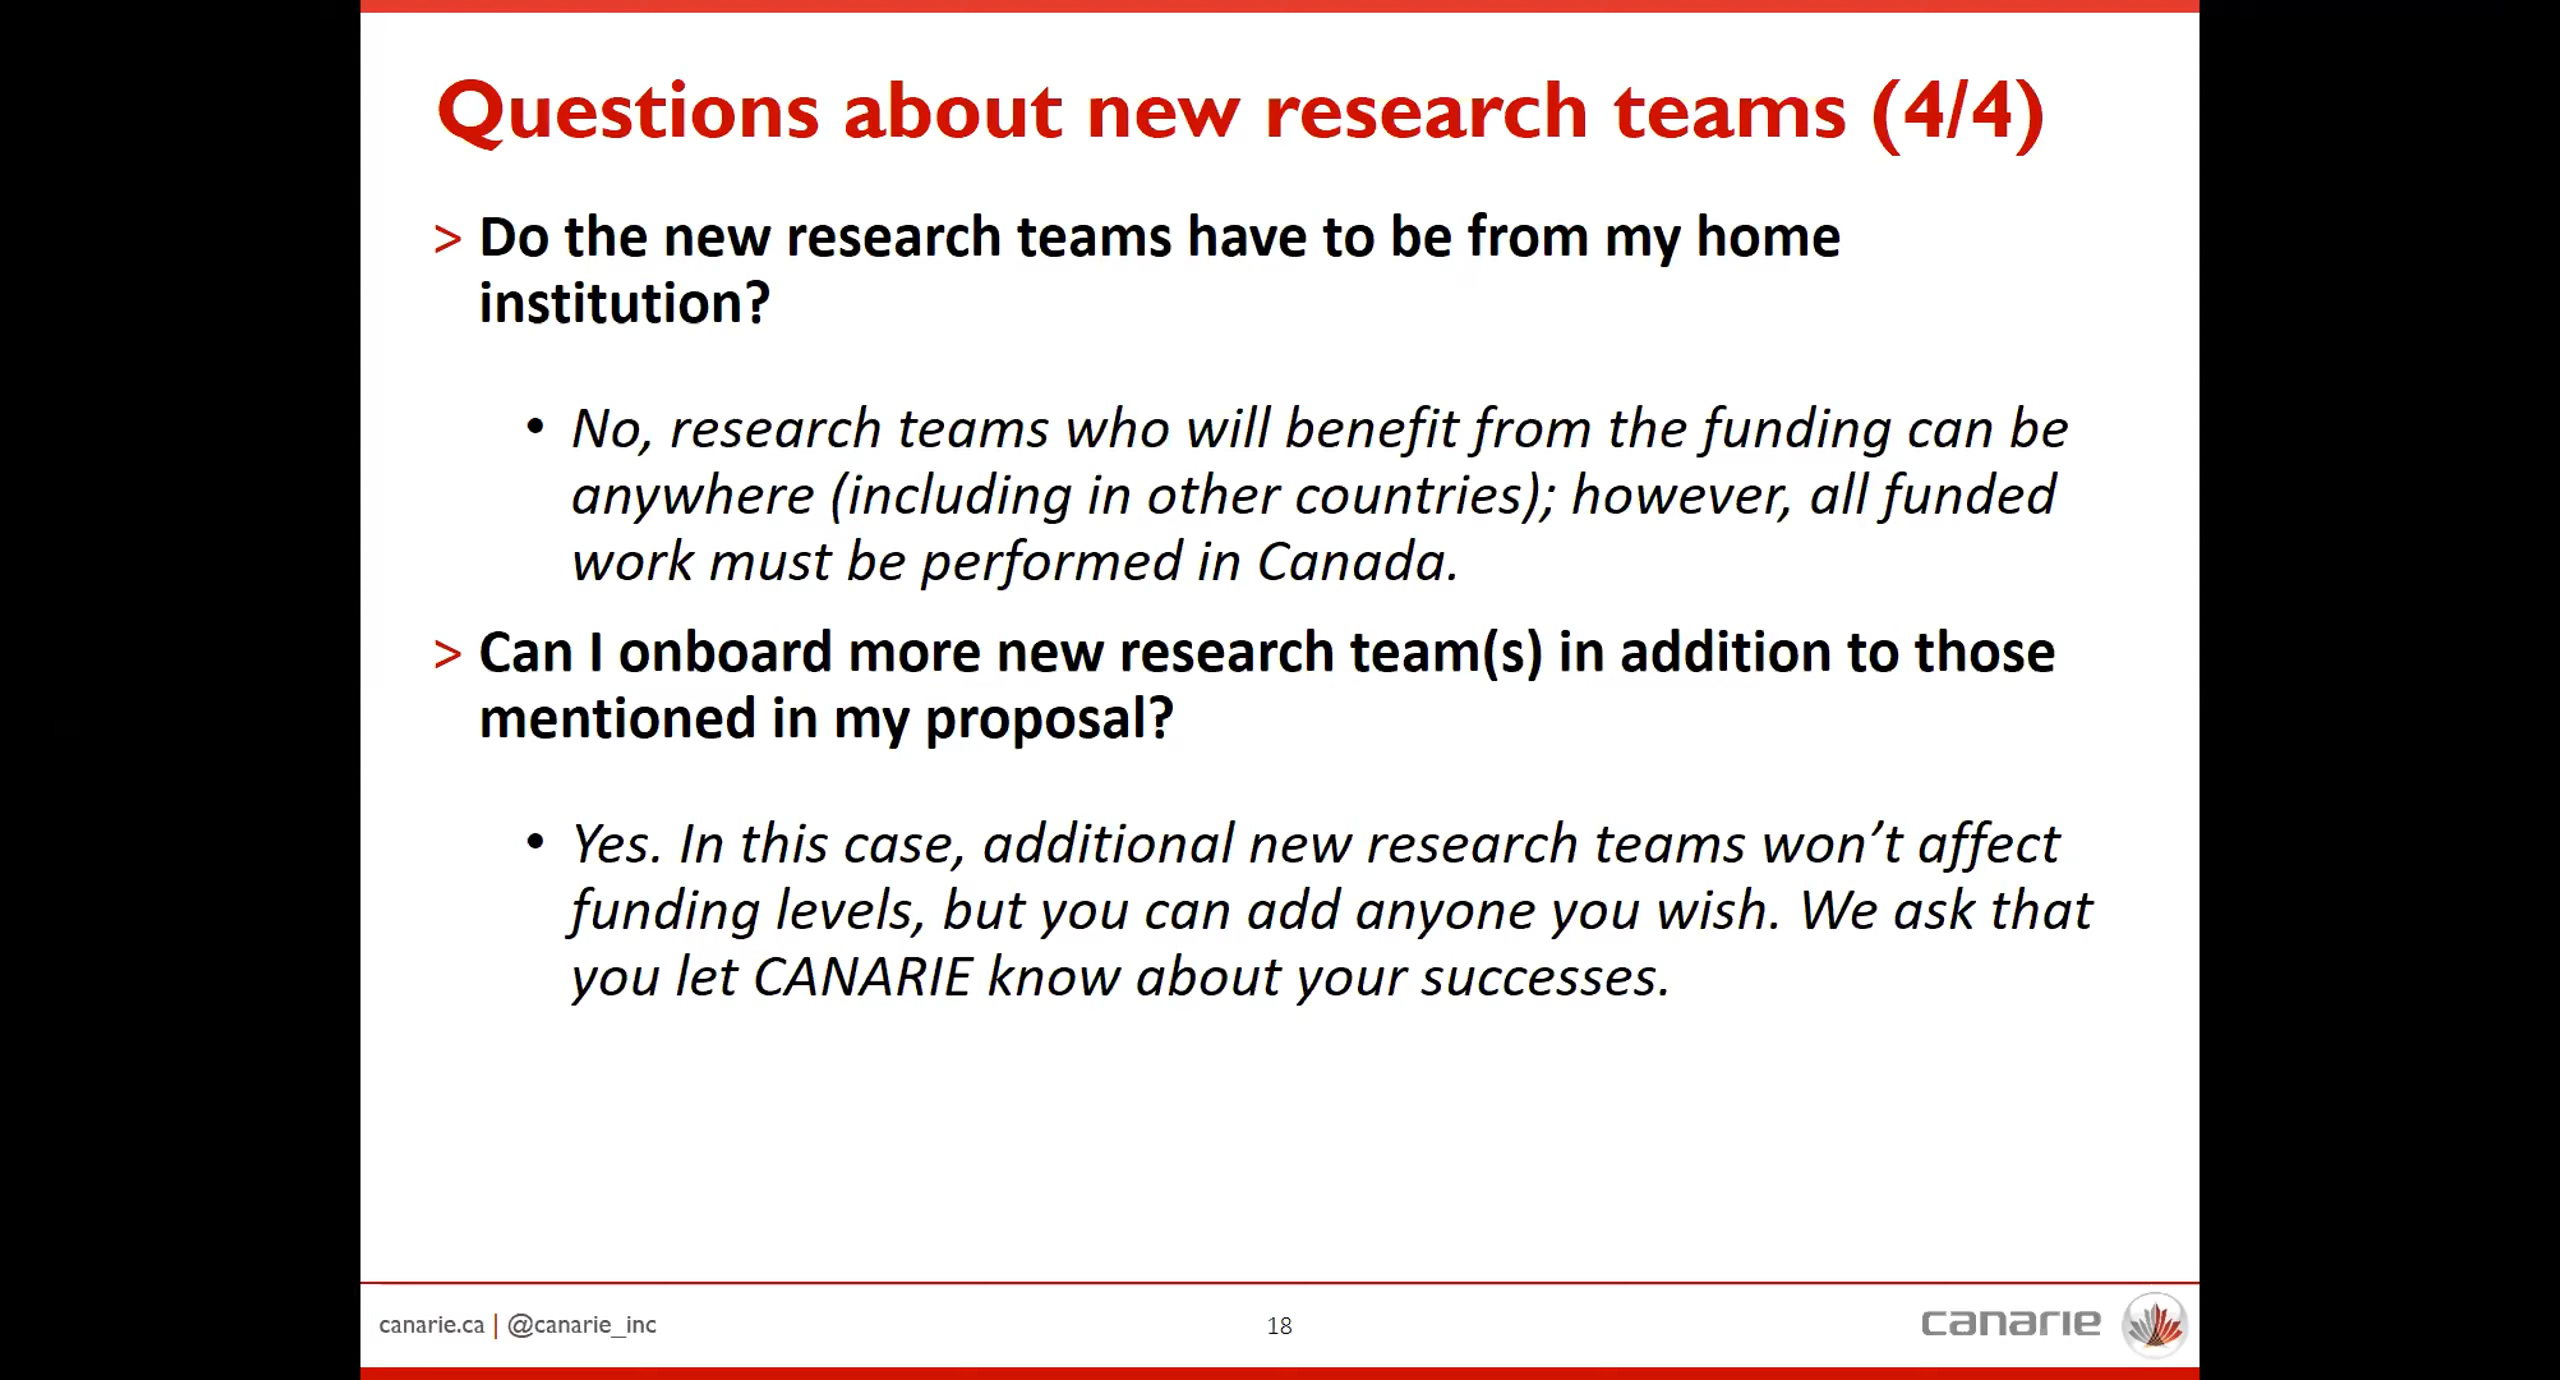 Questions about new research teams (4/4)
> Do the new research teams have to be from my home
institution?
• No, research teams who will benefit from the funding can be
anywhere (including in other countries); however, all funded
work must be performed in Canada.
> Can I onboard more new research team(s) in addition to those
mentioned in my proposal?
• Yes. In this case, additional new research teams won’t affect
funding levels, but you can add anyone you wish. We ask that
you let CANARIE know about your successes.
canarie.ca | @canarie_inc
18
canarie